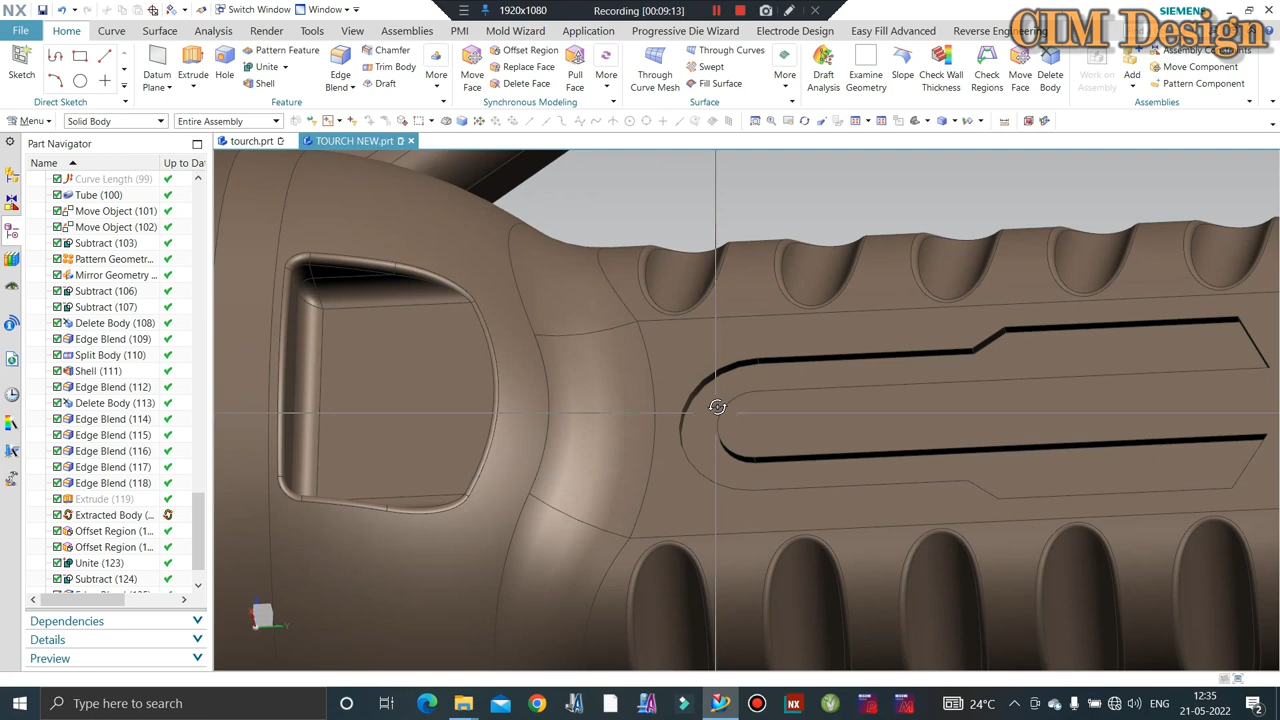 NX
Switch Window
Window
1920x1080
Recording [00:09:13]
SIEMENS
CIM Design
File
Home
Curve
Surface
Analysis
Render
Tools
View
Assemblies
PMI
Mold Wizard
Application
Progressive Die Wizard
Electrode Design
Easy Fill Advanced
Reverse Engineering
Sketch
Direct Sketch
Datum Plane
Extrude
Hole
Pattern Feature
Unite
Shell
Edge Blend
Chamfer
Trim Body
Draft
More
Feature
Move Face
Offset Region
Replace Face
Delete Face
Pull Face
More
Synchronous Modeling
Through Curve Mesh
Through Curves
Swept
Fill Surface
More
Surface
Draft Analysis
Examine Geometry
Slope
Check Wall Thickness
Check Regions
Move Face
Delete Body
Work on Assembly
Add
Assembly Constraints
Move Component
Pattern Component
Assemblies
Menu
Solid Body
Entire Assembly
Part Navigator
tourch.prt
TOURCH NEW.prt
Name
Up to Da
Curve Length (99)
Tube (100)
Move Object (101)
Move Object (102)
Subtract (103)
Pattern Geometr...
Mirror Geometry ...
Subtract (106)
Subtract (107)
Delete Body (108)
Edge Blend (109)
Split Body (110)
Shell (111)
Edge Blend (112)
Delete Body (113)
Edge Blend (114)
Edge Blend (115)
Edge Blend (116)
Edge Blend (117)
Edge Blend (118)
Extrude (119)
Extracted Body (...
Offset Region (1...
Offset Region (1...
Unite (123)
Subtract (124)
Dependencies
Details
Preview
Type here to search
24°C
ENG
12:35
21-05-2022
2